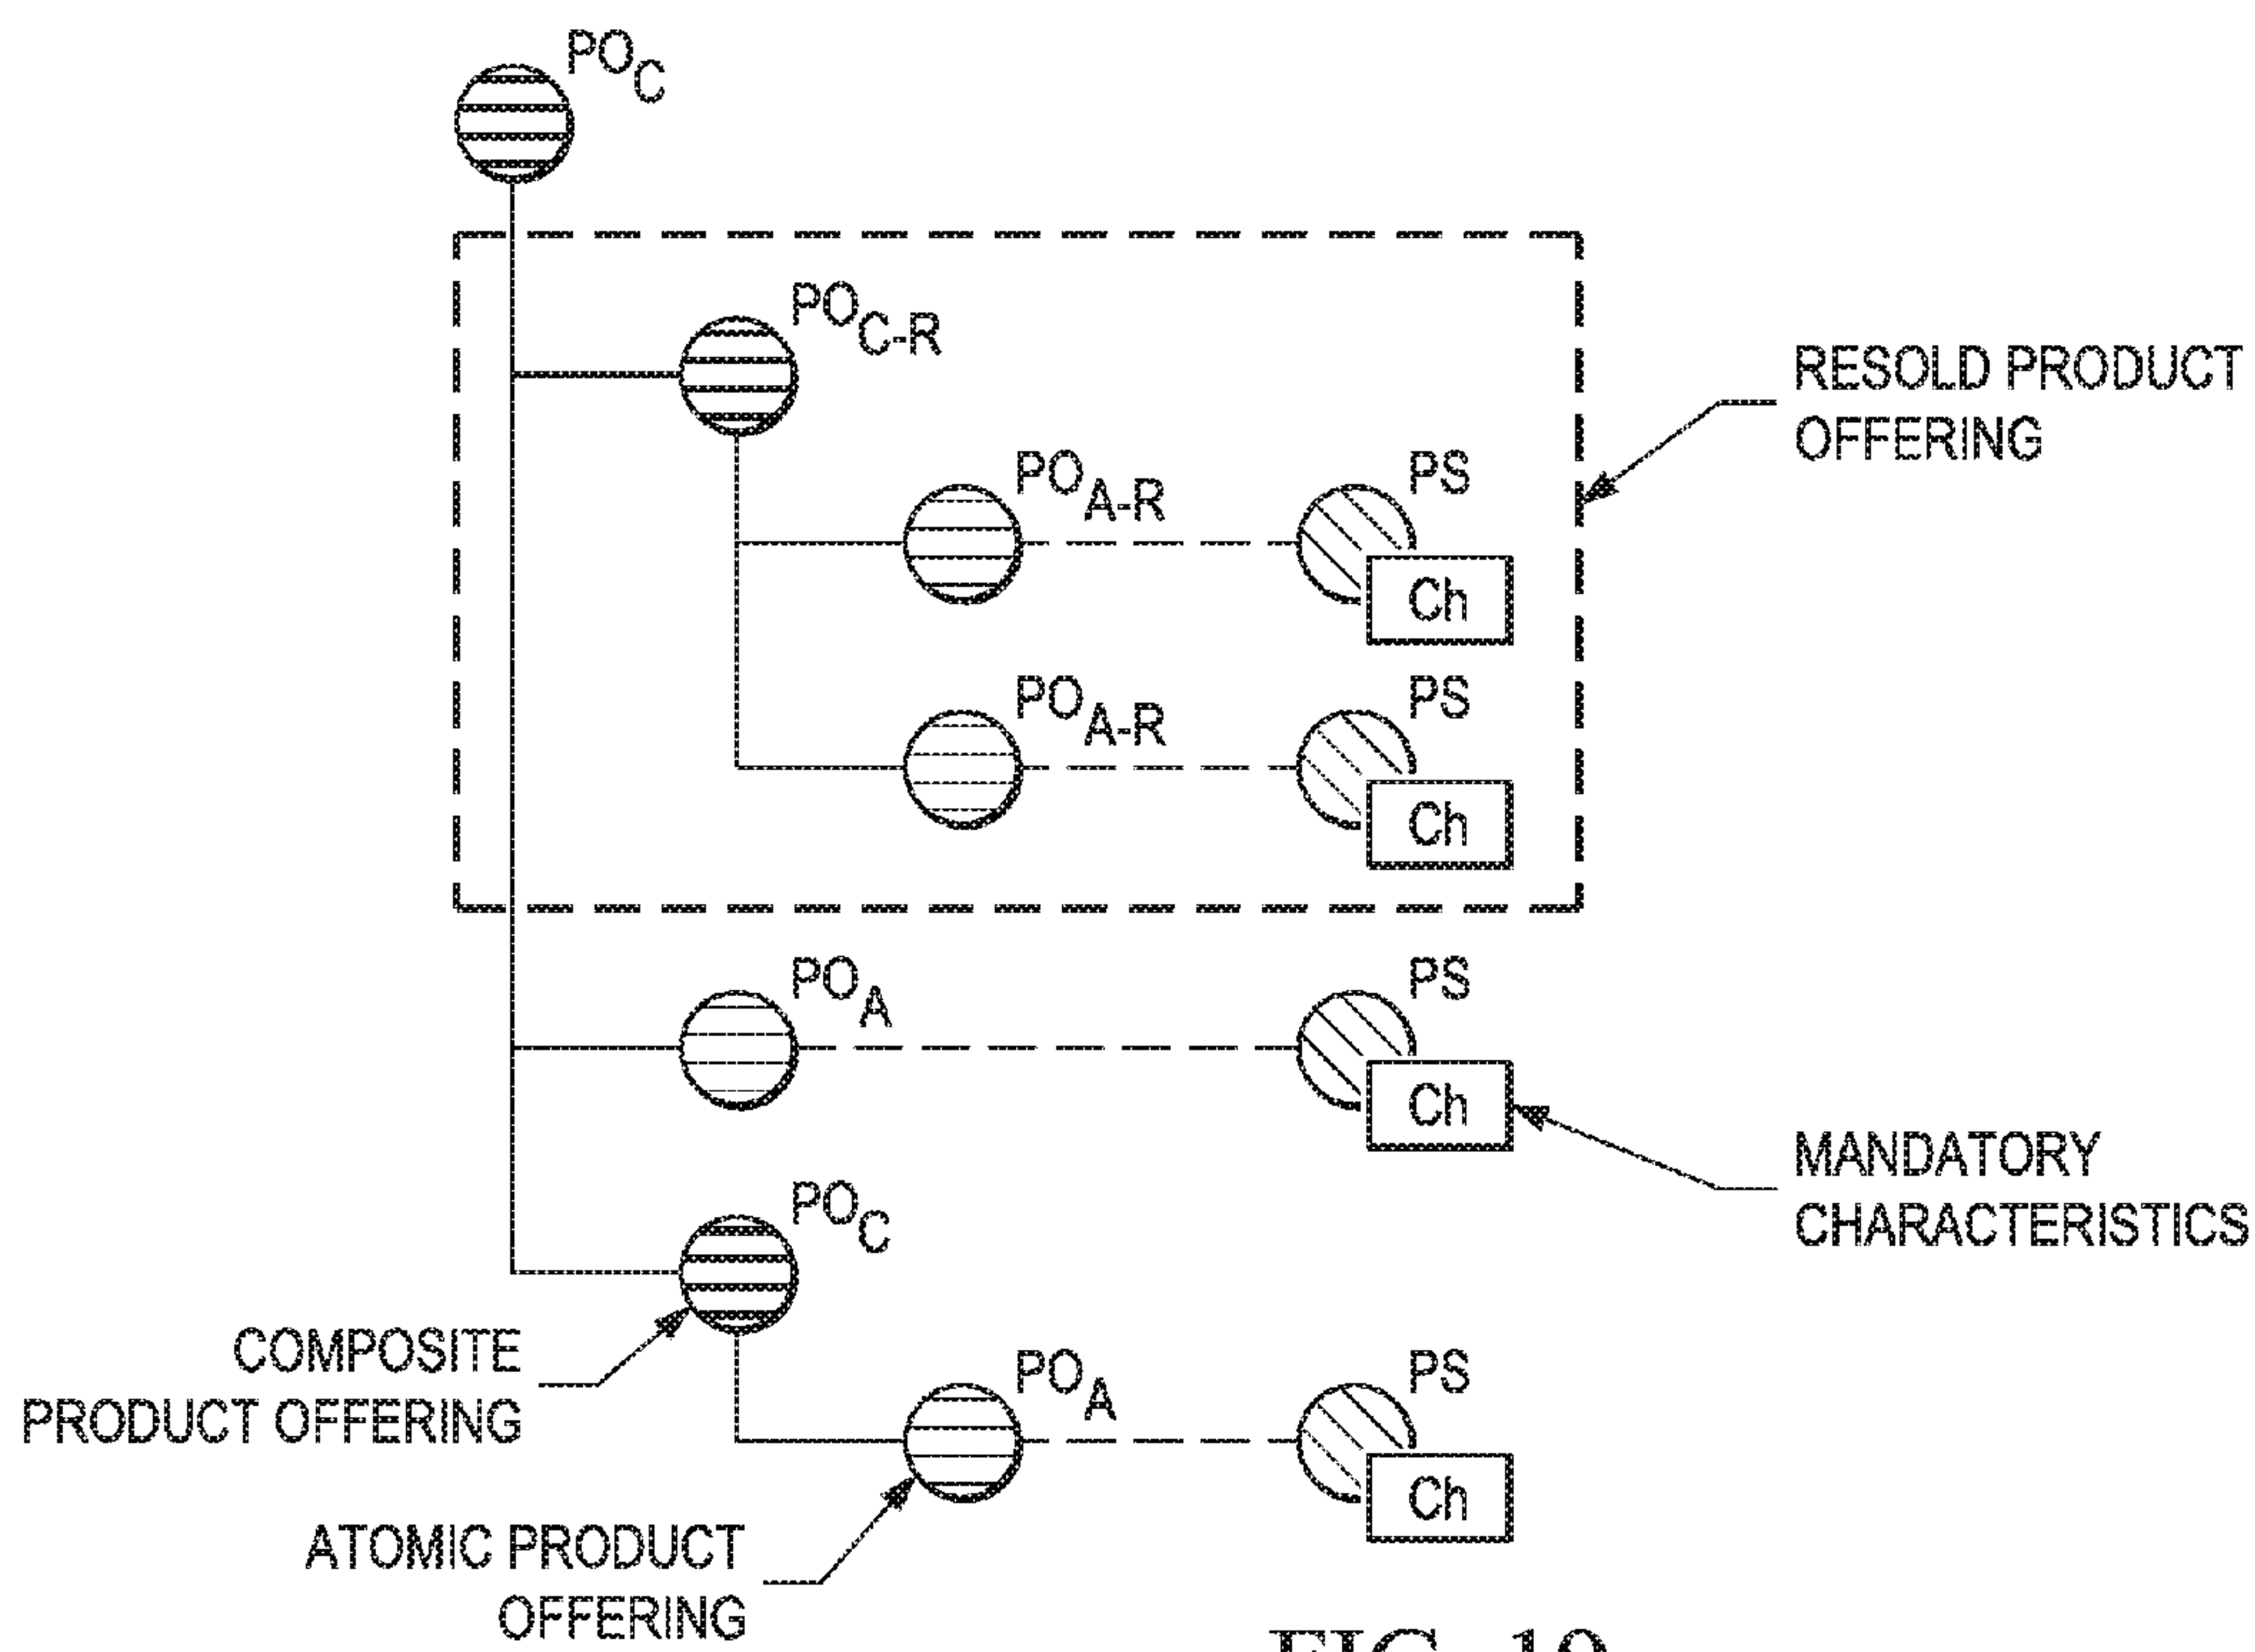 PO_C
PO_C-R
RESOLD PRODUCT
OFFERING
PO_A-R
PS
Ch
PO_A-R
PS
Ch
PO_A
PS
Ch
MANDATORY
CHARACTERISTICS
PO_C
COMPOSITE
PRODUCT OFFERING
PO_A
PS
Ch
ATOMIC PRODUCT
OFFERING